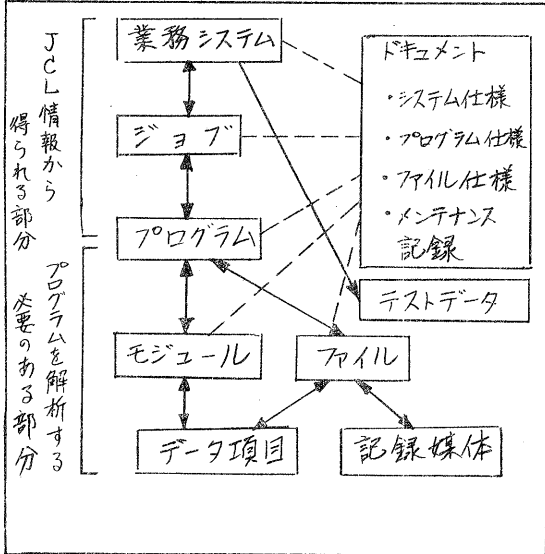 JCL情報から
得られる部分
プログラムを解析する
必要のある部分
業務システム
ジョブ
プログラム
モジュール
ファイル
データ項目
記録媒体
ドキュメント
・システム仕様
・プログラム仕様
・ファイル仕様
・メンテナンス
記録
テストデータ